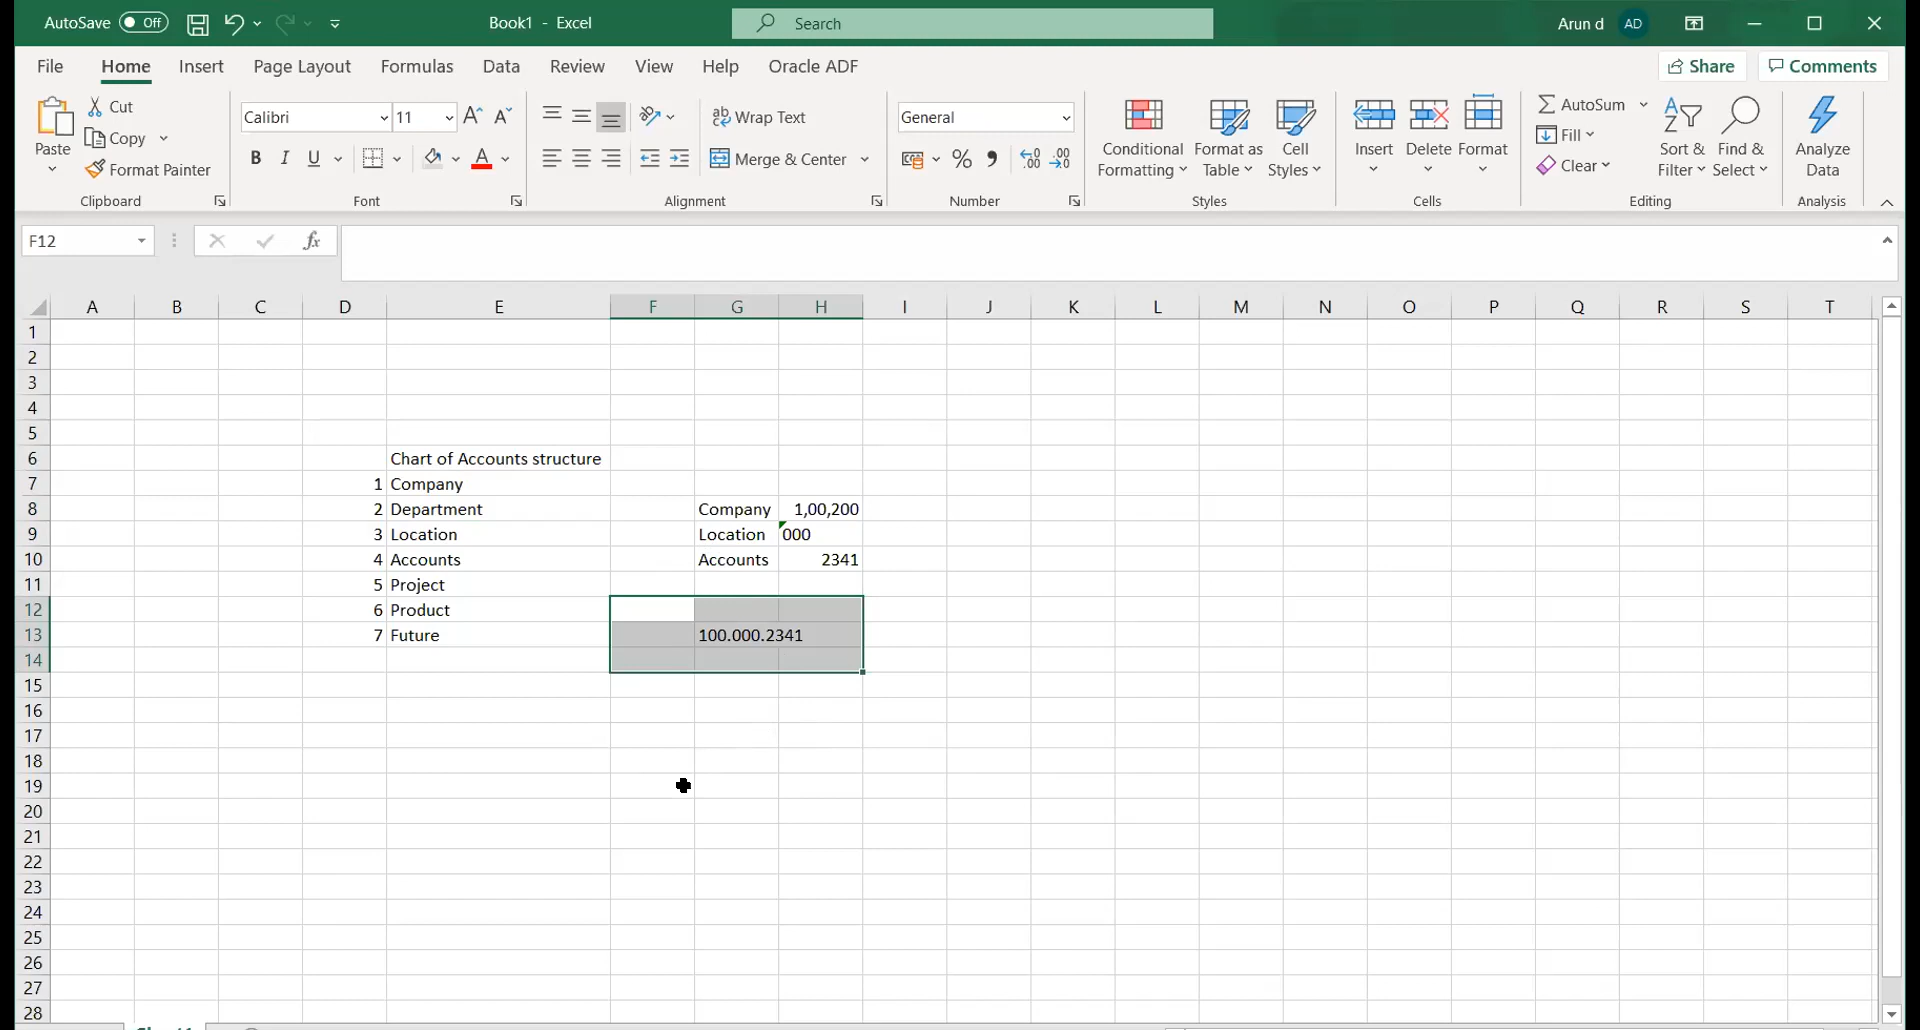 AutoSave Off Book1 - Excel Search Arun d AD
File Home Insert Page Layout Formulas Data Review View Help Oracle ADF Share Comments
Paste Cut Copy Format Painter
Clipboard
Calibri 11 A A
B I U A
Font
ab Wrap Text
Merge & Center
Alignment
General
% .00 .00
Number
Conditional Formatting Format as Table Cell Styles
Styles
Insert Delete Format
Cells
AutoSum Fill Clear
Sort & Filter Find & Select
Editing
Analyze Data
Analysis
F12 fx
A B C D E F G H I J K L M N O P Q R S T
1
2
3
4
5
6 Chart of Accounts structure
7 1 Company
8 2 Department Company 1,00,200
9 3 Location Location 000
10 4 Accounts Accounts 2341
11 5 Project
12 6 Product
13 7 Future 100.000.2341
14
15
16
17
18
19
20
21
22
23
24
25
26
27
28